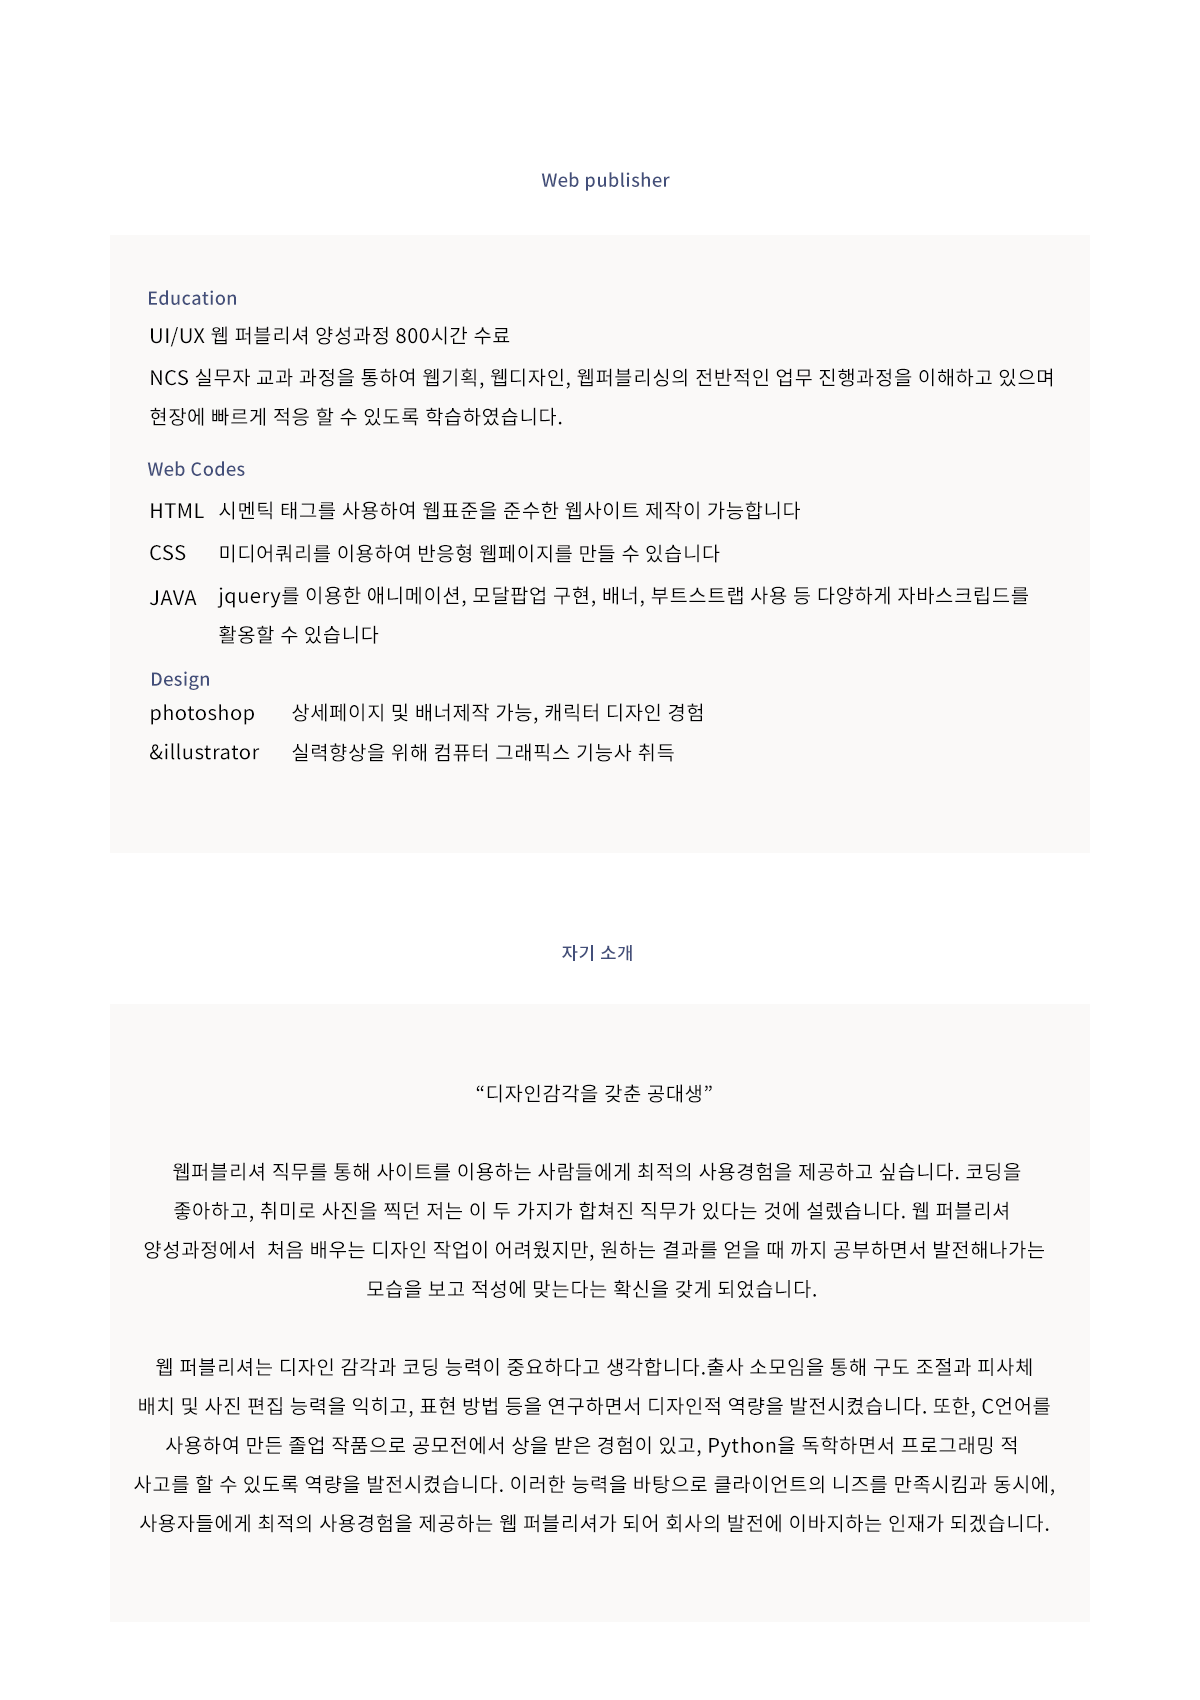 Web publisher
Education
UI/UX 웹 퍼블리셔 양성과정 800시간 수료
NCS 실무자 교과 과정을 통하여 웹기획, 웹디자인, 웹퍼블리싱의 전반적인 업무 진행과정을 이해하고 있으며
현장에 빠르게 적응 할 수 있도록 학습하였습니다.
Web Codes
HTML 시멘틱 태그를 사용하여 웹표준을 준수한 웹사이트 제작이 가능합니다
CSS 미디어쿼리를 이용하여 반응형 웹페이지를 만들 수 있습니다
JAVA jquery를 이용한 애니메이션, 모달팝업 구현, 배너, 부트스트랩 사용 등 다양하게 자바스크립드를
활옹할 수 있습니다
Design
photoshop 상세페이지 및 배너제작 가능, 캐릭터 디자인 경험
&illustrator 실력향상을 위해 컴퓨터 그래픽스 기능사 취득
자기 소개
“디자인감각을 갖춘 공대생”
웹퍼블리셔 직무를 통해 사이트를 이용하는 사람들에게 최적의 사용경험을 제공하고 싶습니다. 코딩을
좋아하고, 취미로 사진을 찍던 저는 이 두 가지가 합쳐진 직무가 있다는 것에 설렜습니다. 웹 퍼블리셔
양성과정에서 처음 배우는 디자인 작업이 어려웠지만, 원하는 결과를 얻을 때 까지 공부하면서 발전해나가는
모습을 보고 적성에 맞는다는 확신을 갖게 되었습니다.
웹 퍼블리셔는 디자인 감각과 코딩 능력이 중요하다고 생각합니다.출사 소모임을 통해 구도 조절과 피사체
배치 및 사진 편집 능력을 익히고, 표현 방법 등을 연구하면서 디자인적 역량을 발전시켰습니다. 또한, C언어를
사용하여 만든 졸업 작품으로 공모전에서 상을 받은 경험이 있고, Python을 독학하면서 프로그래밍 적
사고를 할 수 있도록 역량을 발전시켰습니다. 이러한 능력을 바탕으로 클라이언트의 니즈를 만족시킴과 동시에,
사용자들에게 최적의 사용경험을 제공하는 웹 퍼블리셔가 되어 회사의 발전에 이바지하는 인재가 되겠습니다.